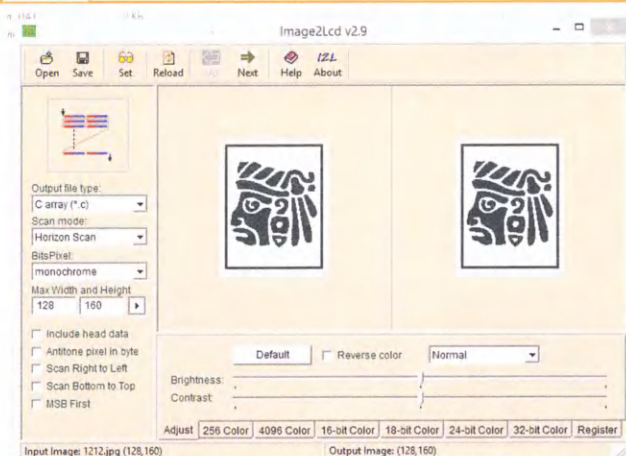 Image2Lcd v2.9
Open Save Set Reload Next Help About
Output file type:
C array (*.c)
Scan mode:
Horizon Scan
BitsPixel:
monochrome
Max Width and Height
128 160
Include head data
Antitone pixel in byte
Scan Right to Left
Scan Bottom to Top
MSB First
Default Reverse color Normal
Brightness:
Contrast:
Adjust 256 Color 4096 Color 16-bit Color 18-bit Color 24-bit Color 32-bit Color Register
Input Image: 1212.jpg (128,160) Output Image: (128,160)